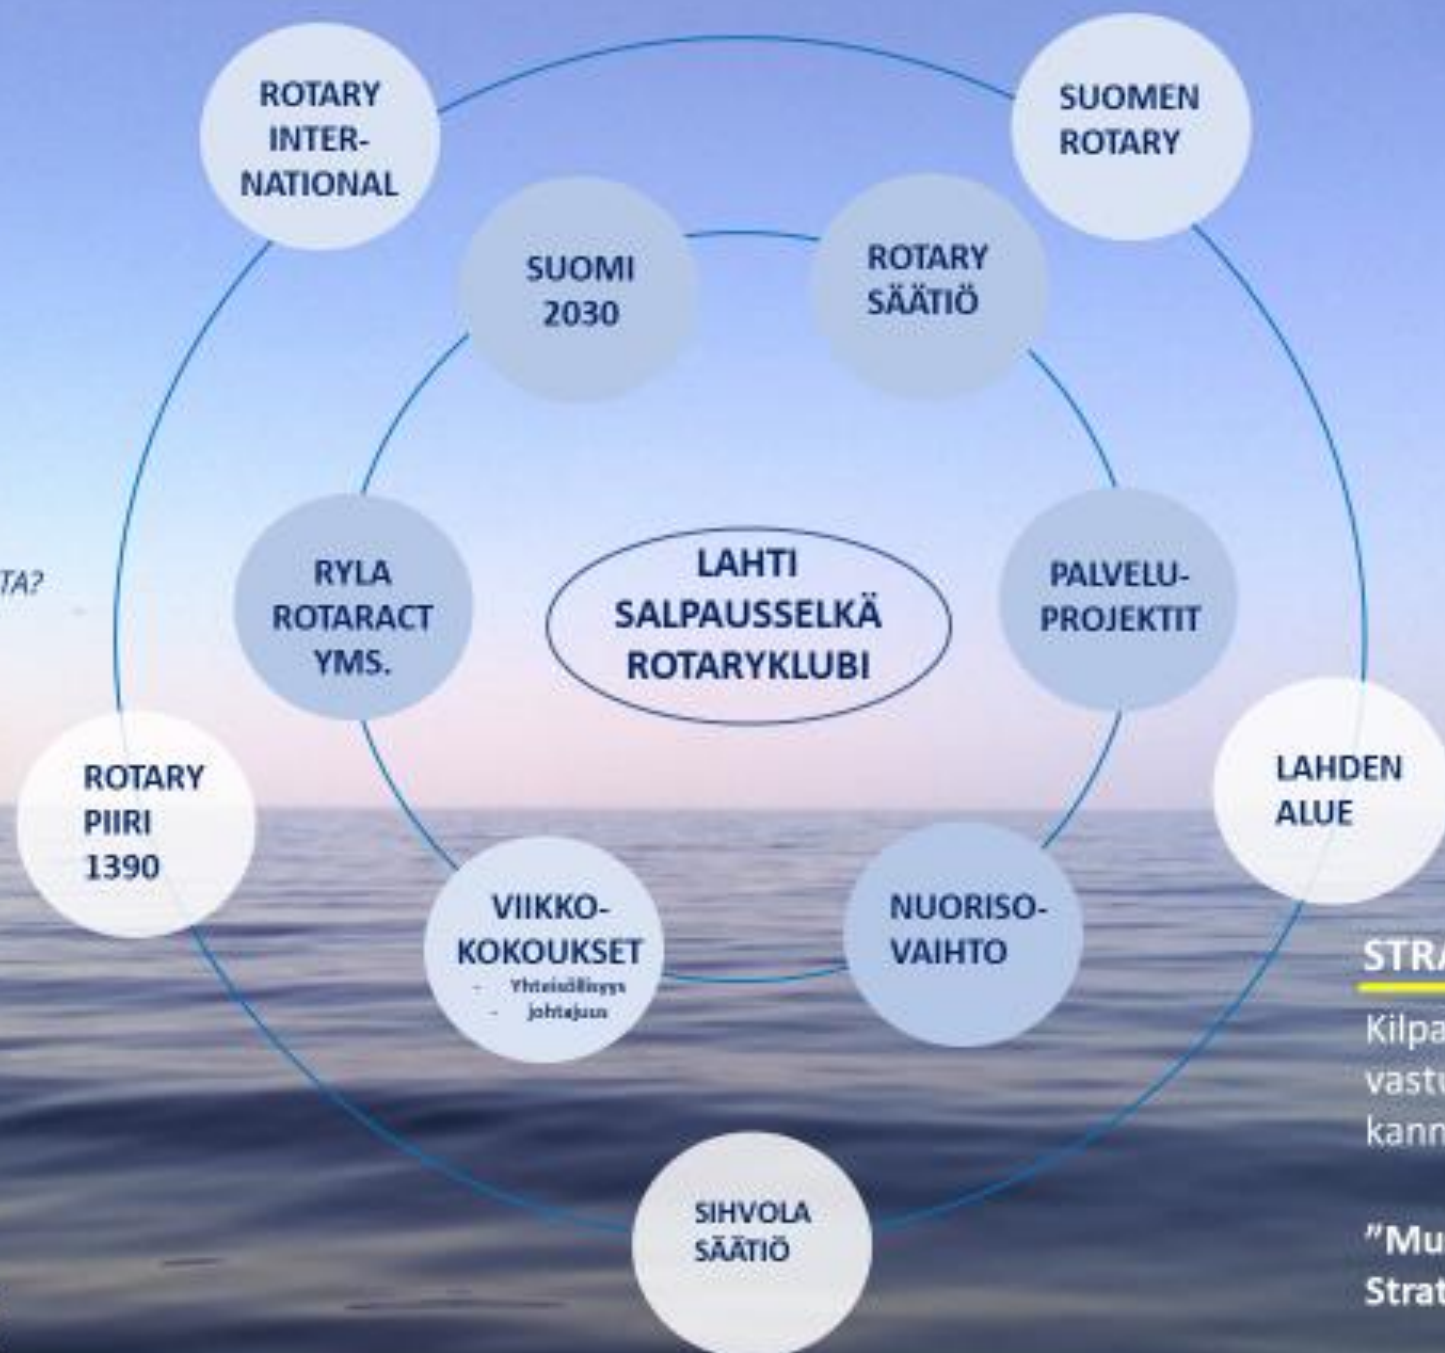 ROTARY
INTER-
NATIONAL
SUOMEN
ROTARY
SUOMI
2030
ROTARY
SÄÄTIÖ
TA?
RYLA
ROTARACT
YMS.
LAHTI
SALPAUSSELKÄ
ROTARYKLUBI
PALVELU-
PROJEKTIT
ROTARY
PIIRI
1390
LAHDEN
ALUE
VIIKKO-
KOKOUKSET
- Yhteisöllisyys
- johtajuus
NUORISO-
VAIHTO
STRA
Kilpa
vastu
kann
SIHVOLA
SÄÄTIÖ
"Mu
Strat